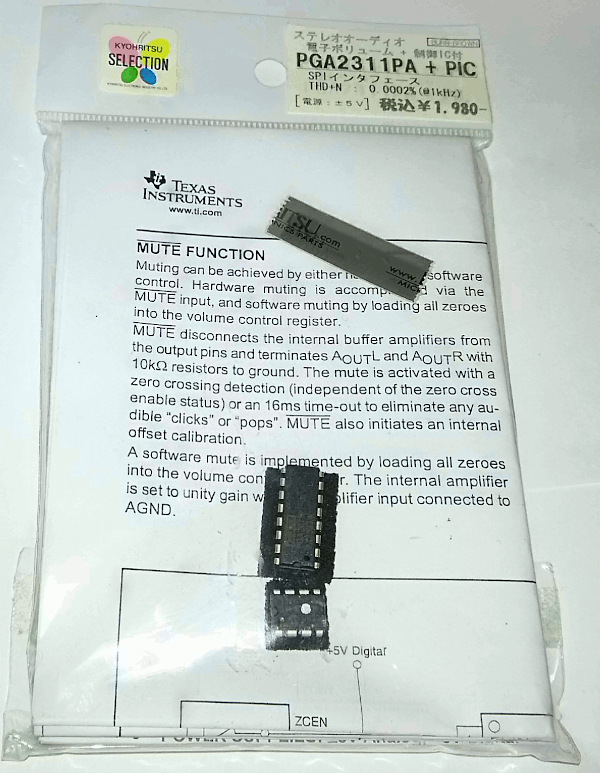 KYOHRITSU
SELECTION
ステレオオーディオ
BURR-BROWN
電子ボリューム + 制御IC付
PGA2311PA + PIC
SPIインタフェース
THD+N : 0.0002%(@1kHz)
[電源:±5V] 税込¥1,980-
TEXAS
INSTRUMENTS
www.ti.com
ITSU.com
NICS PARTS
www.
MIC
MUTE FUNCTION
Muting can be achieved by either software
control. Hardware muting is accomp d via the
MUTE input, and software muting by loading all zeroes
into the volume control register.
MUTE disconnects the internal buffer amplifiers from
the output pins and terminates AOUTL and AOUTR with
10kΩ resistors to ground. The mute is activated with a
zero crossing detection (independent of the zero cross
enable status) or an 16ms time-out to eliminate any au-
dible “clicks” or “pops”. MUTE also initiates an internal
offset calibration.
A software mute is implemented by loading all zeroes
into the volume con r. The internal amplifier
is set to unity gain w plifier input connected to
AGND.
+5V Digital
ZCEN